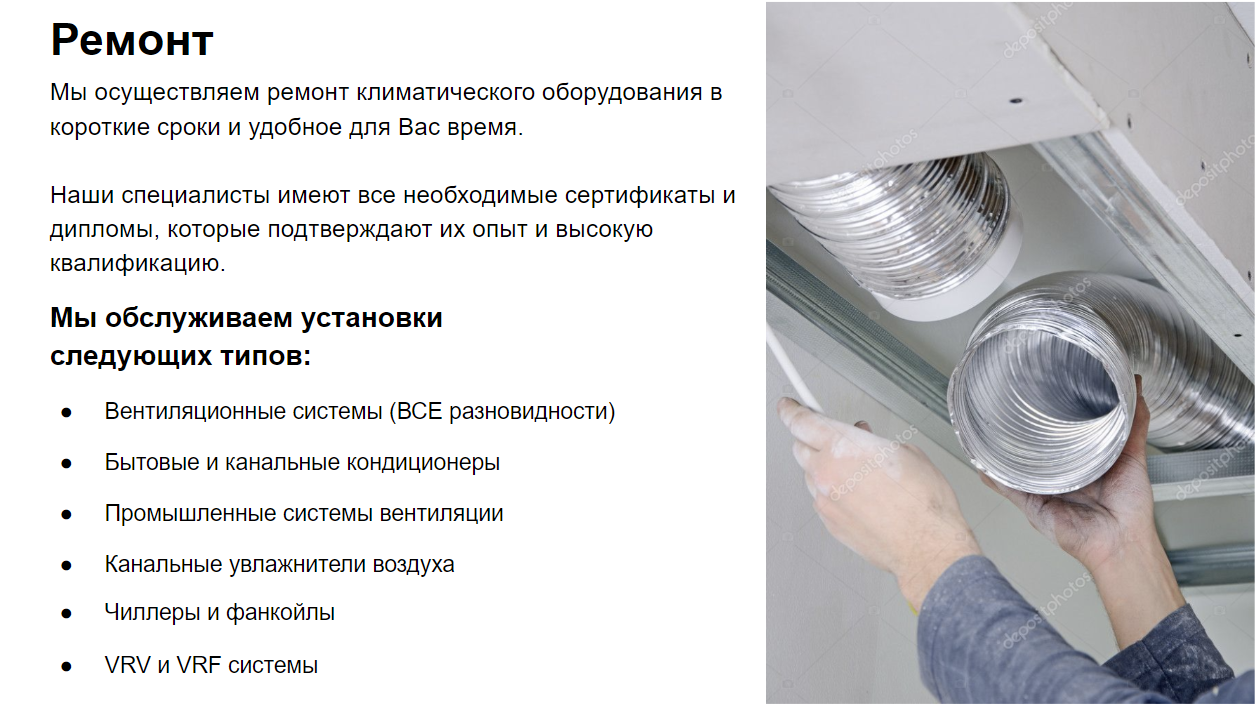 Ремонт
Мы осуществляем ремонт климатического оборудования в
короткие сроки и удобное для Вас время.
Наши специалисты имеют все необходимые сертификаты и
дипломы, которые подтверждают их опыт и высокую
квалификацию.
Мы обслуживаем установки
следующих типов:
● Вентиляционные системы (ВСЕ разновидности)
● Бытовые и канальные кондиционеры
● Промышленные системы вентиляции
● Канальные увлажнители воздуха
● Чиллеры и фанкойлы
● VRV и VRF системы
depositphotos
depositphotos
depositphotos
depositphotos
depositphotos
depositphotos
depositphotos